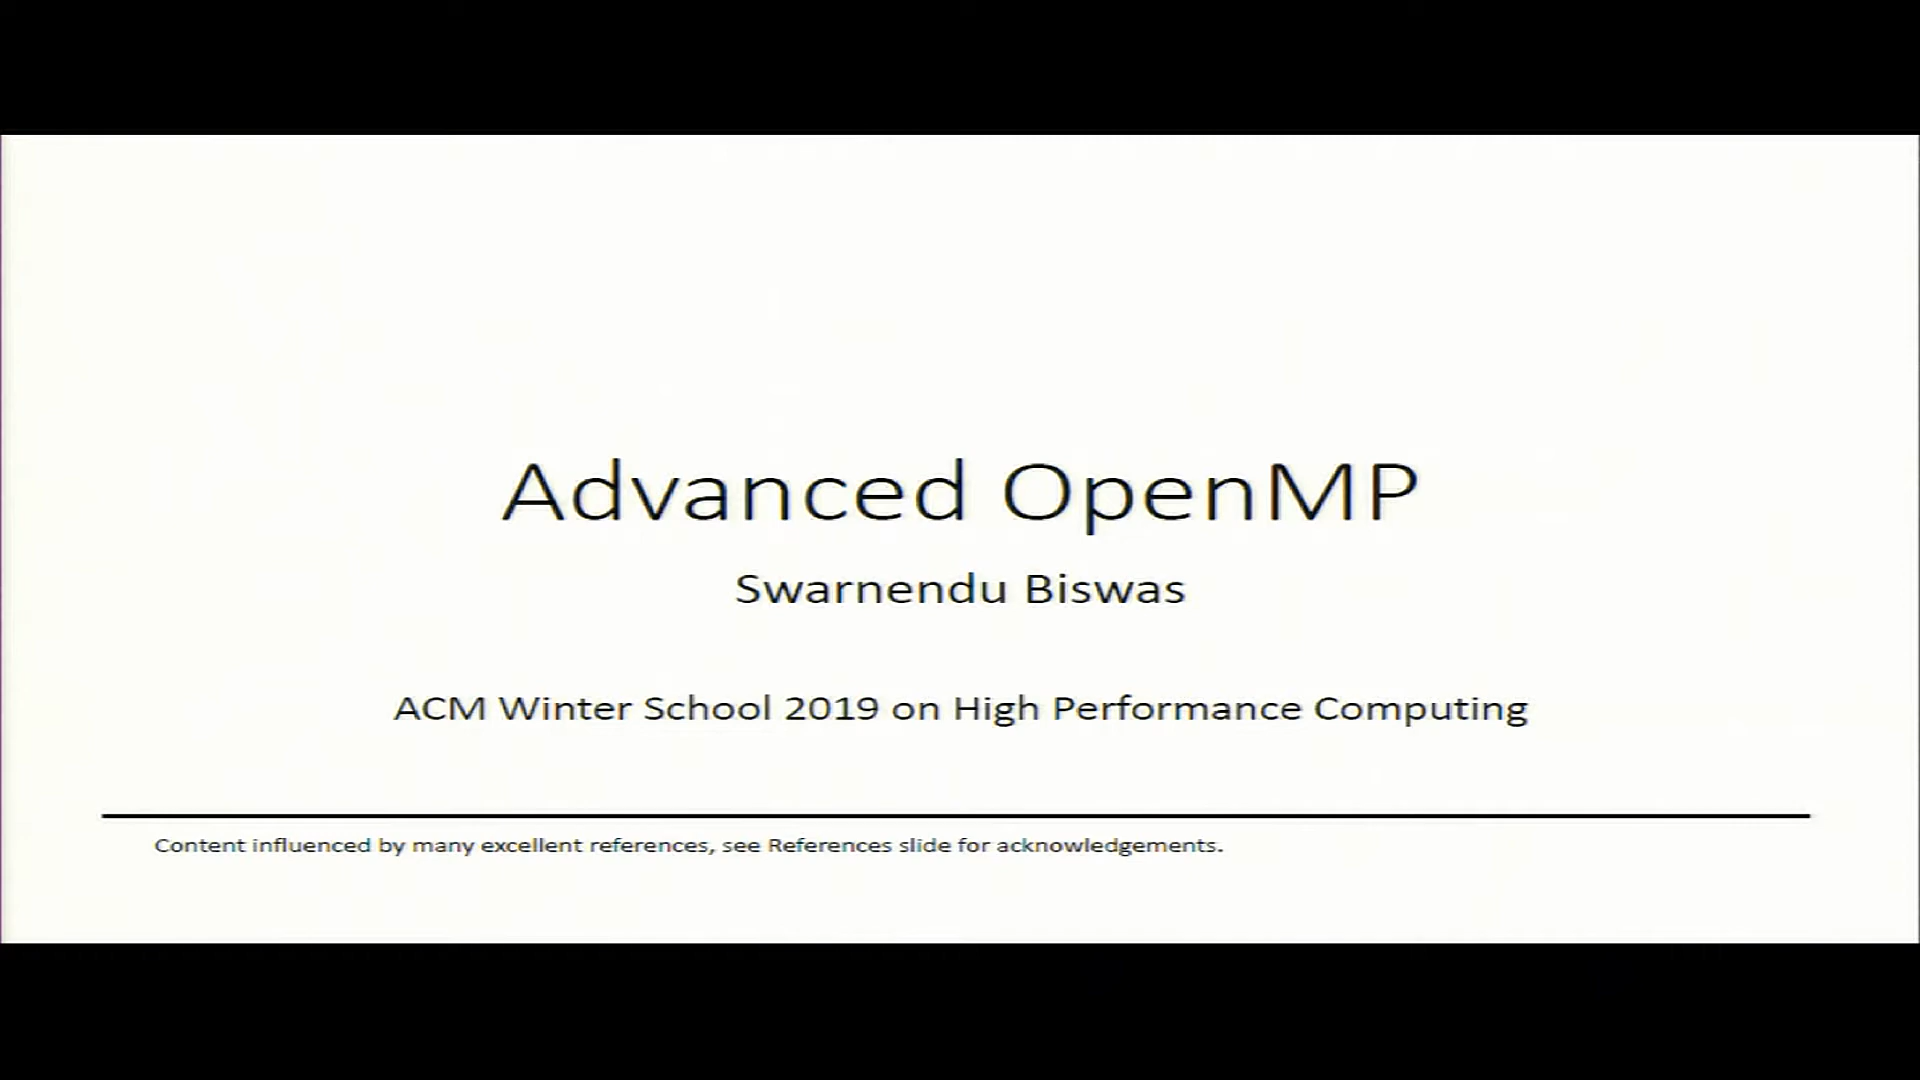 Advanced OpenMP
Swarnendu Biswas
ACM Winter School 2019 on High Performance Computing
Content influenced by many excellent references, see References slide for acknowledgements.